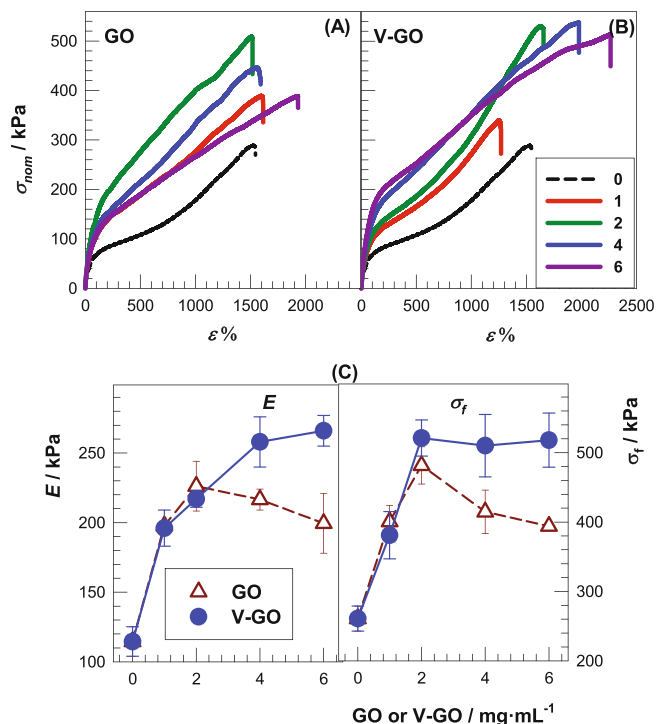 GO (A) V-GO (B)
σnom / kPa
500
400
300
200
100
0
0 1 2 4 6
0 500 1000 1500 2000 0 500 1000 1500 2000 2500
ε% ε%
(C)
E σf
E / kPa
250
200
150
100
GO
V-GO
σf / kPa
500
400
300
200
0 2 4 6 0 2 4 6
GO or V-GO / mg·mL⁻¹